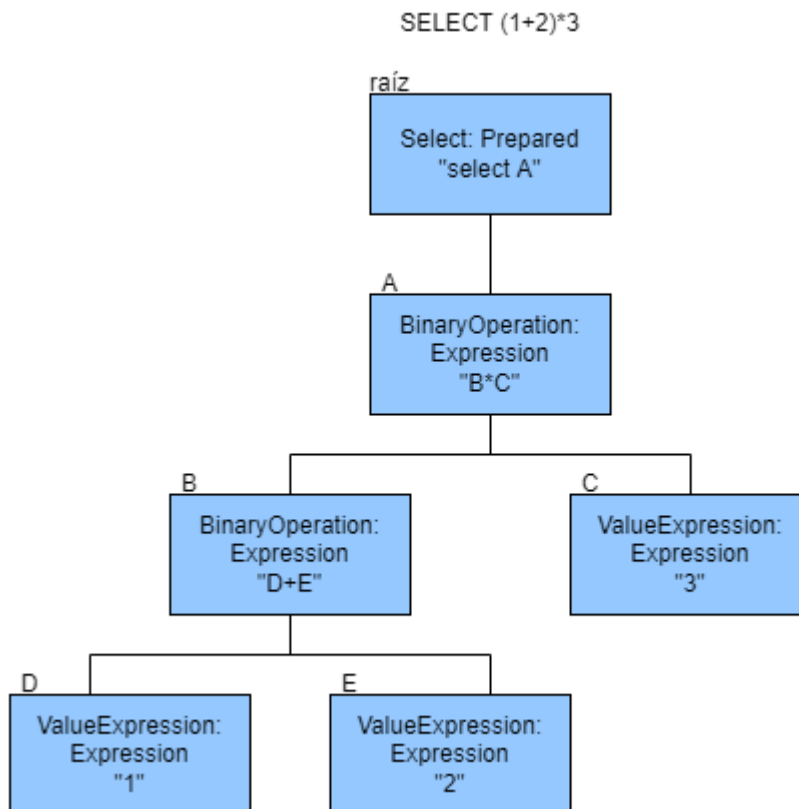 SELECT (1+2)*3
raíz
Select: Prepared
"select A"
A
BinaryOperation:
Expression
"B*C"
B
BinaryOperation:
Expression
"D+E"
C
ValueExpression:
Expression
"3"
D
ValueExpression:
Expression
"1"
E
ValueExpression:
Expression
"2"